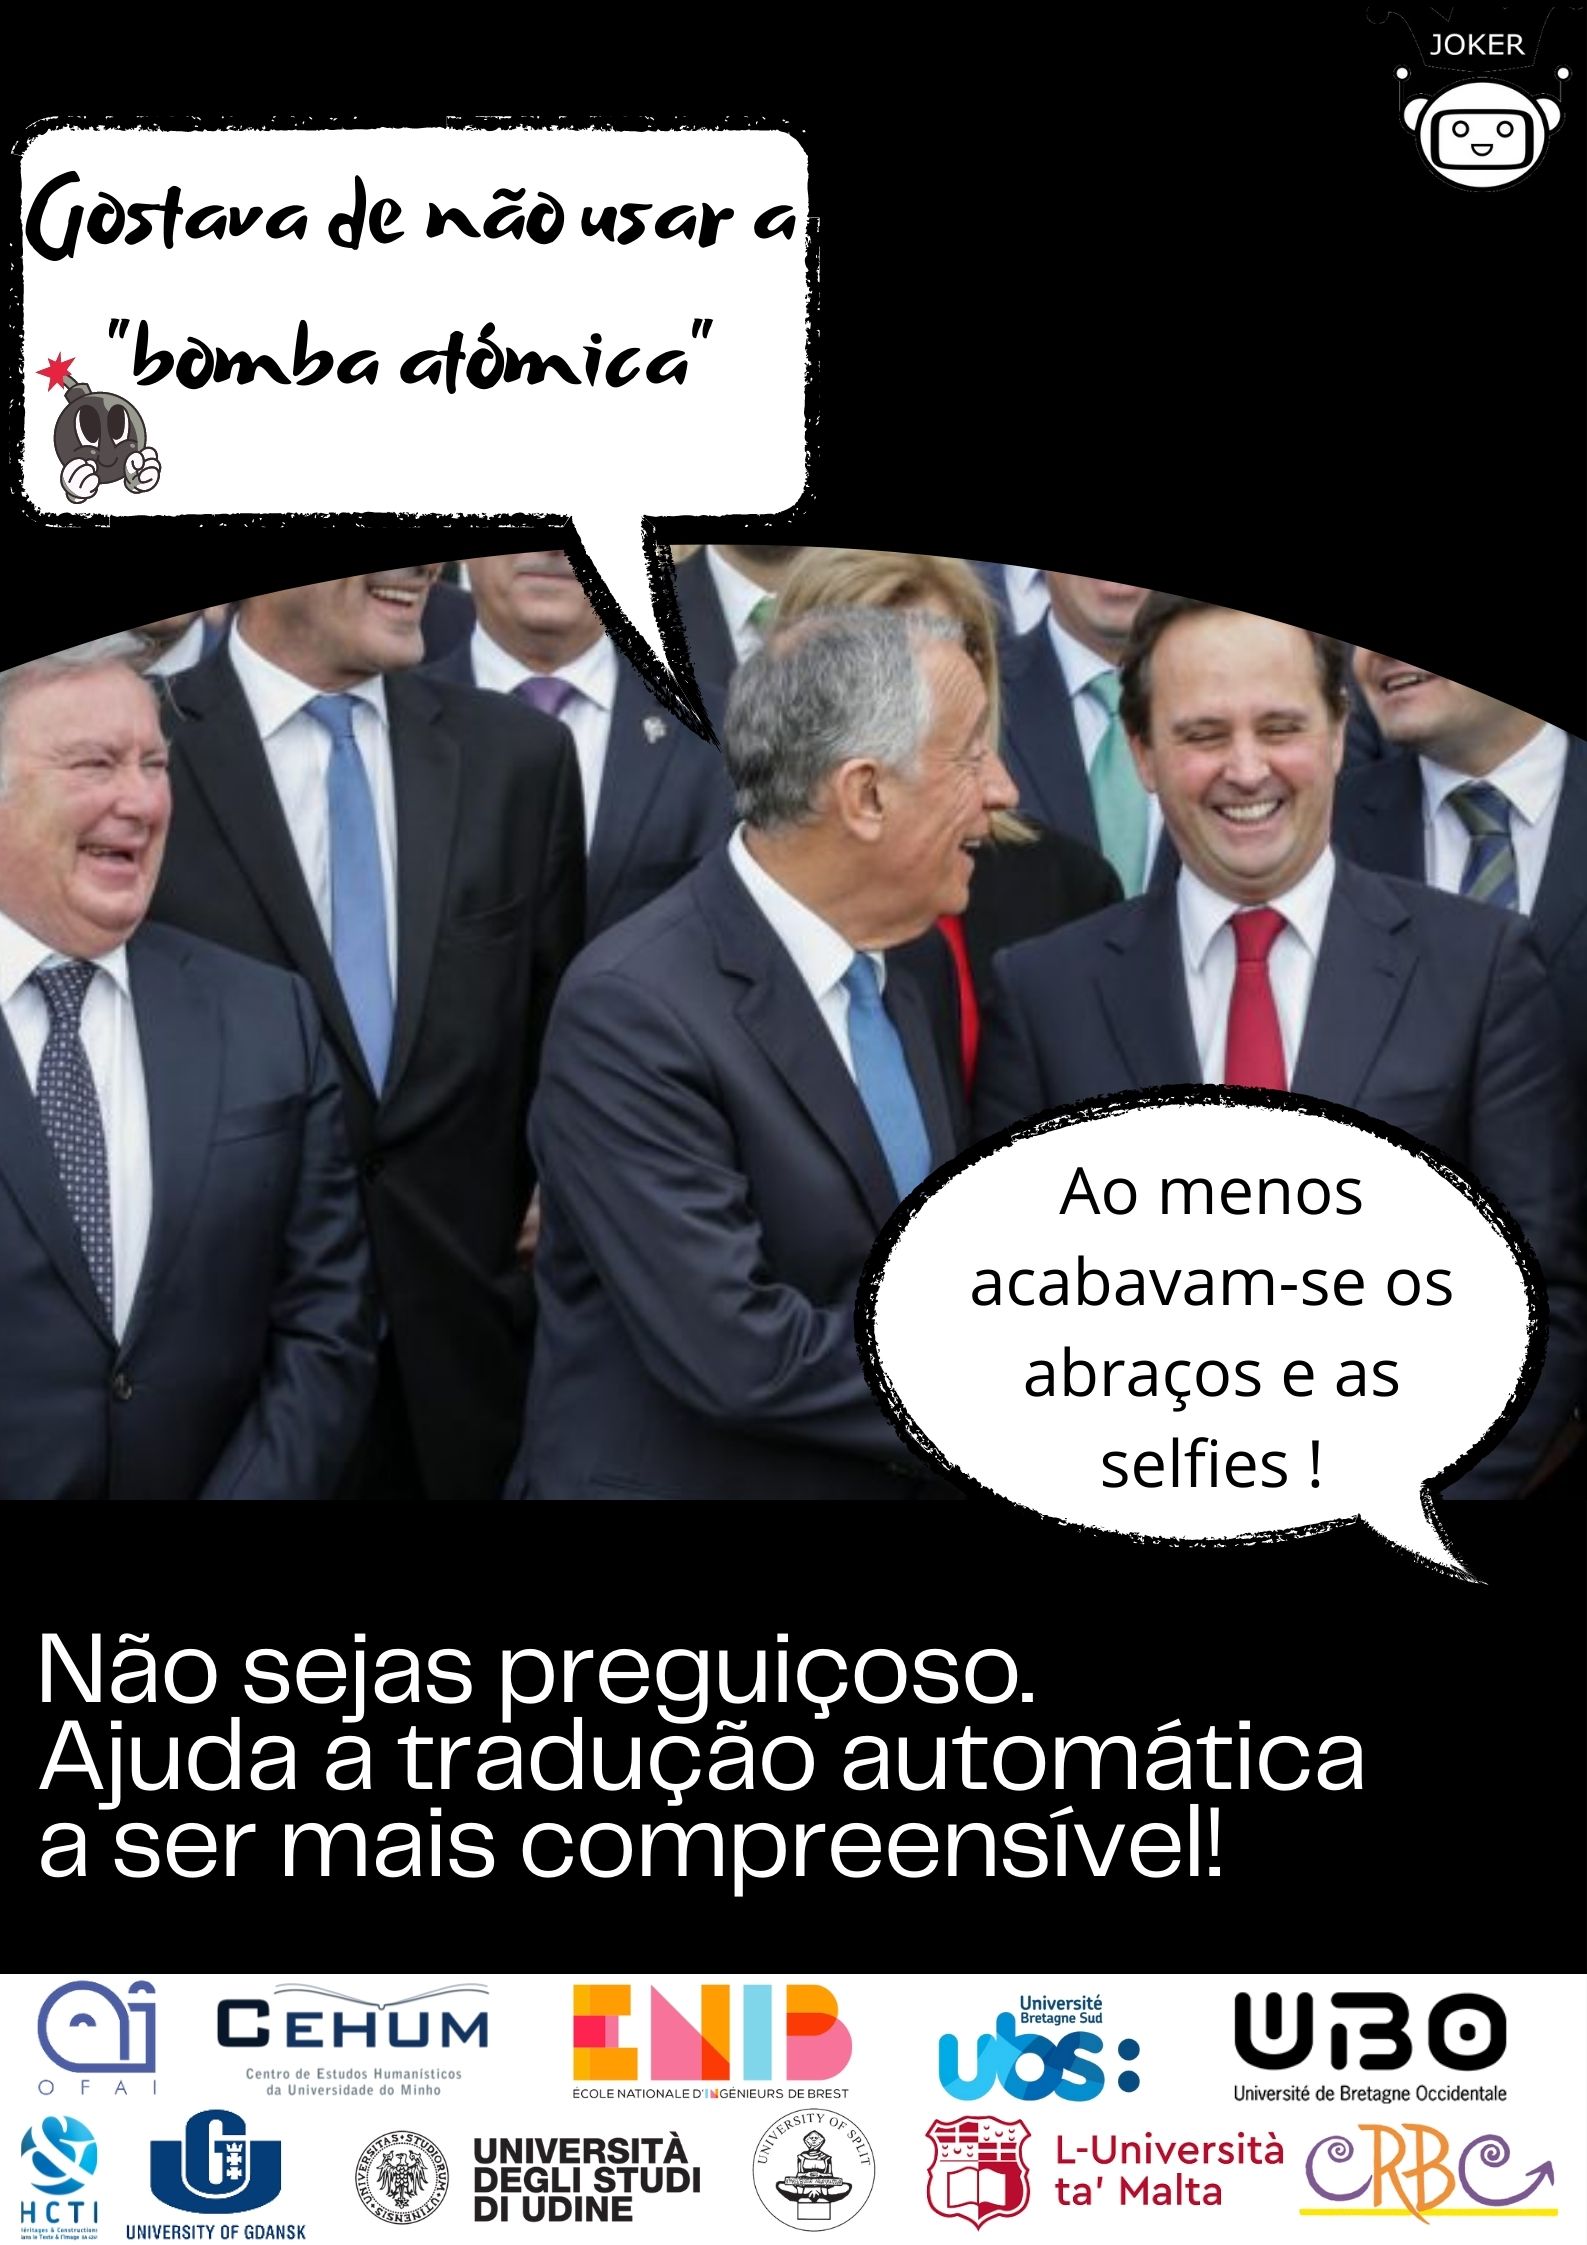 JOKER
Gostava de não usar a
"bomba atómica"
Ao menos
acabavam-se os
abraços e as
selfies !
Não sejas preguiçoso.
Ajuda a tradução automática
a ser mais compreensível!
OFAI
CEHUM
Centro de Estudos Humanísticos
da Universidade do Minho
ENIB
ÉCOLE NATIONALE D'INGÉNIEURS DE BREST
Université
Bretagne Sud
ubs:
UBO
Université de Bretagne Occidentale
HCTI
UNIVERSITY OF GDANSK
UNIVERSITÀ
DEGLI STUDI
DI UDINE
UNIVERSITY OF SPLIT
L-Università
ta' Malta
CRBC